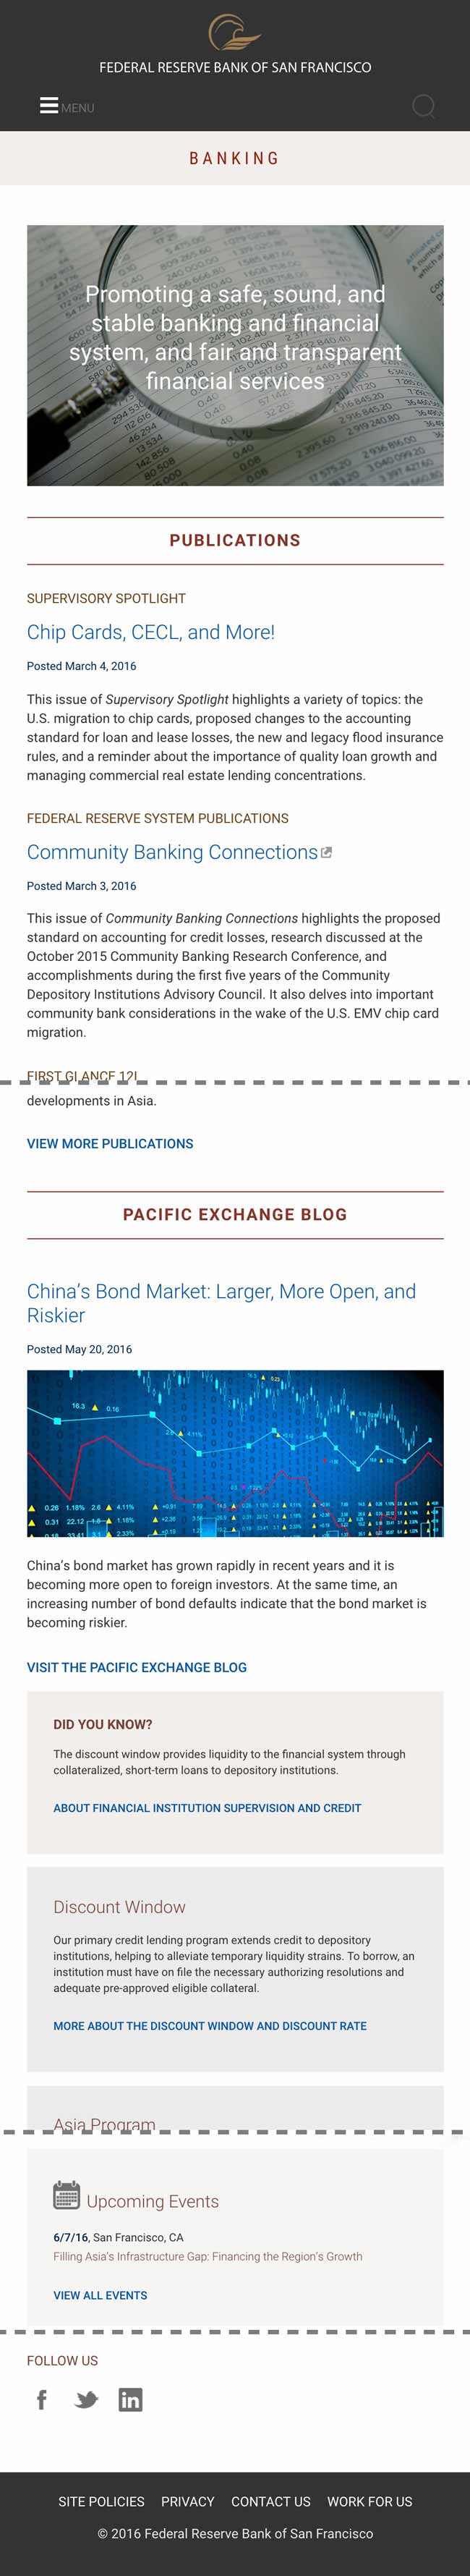 FEDERAL RESERVE BANK OF SAN FRANCISCO
MENU
BANKING
Promoting a safe, sound, and
stable banking and financial
system, and fair and transparent
financial services
PUBLICATIONS
SUPERVISORY SPOTLIGHT
Chip Cards, CECL, and More!
Posted March 4, 2016
This issue of Supervisory Spotlight highlights a variety of topics: the
U.S. migration to chip cards, proposed changes to the accounting
standard for loan and lease losses, the new and legacy flood insurance
rules, and a reminder about the importance of quality loan growth and
managing commercial real estate lending concentrations.
FEDERAL RESERVE SYSTEM PUBLICATIONS
Community Banking Connections
Posted March 3, 2016
This issue of Community Banking Connections highlights the proposed
standard on accounting for credit losses, research discussed at the
October 2015 Community Banking Research Conference, and
accomplishments during the first five years of the Community
Depository Institutions Advisory Council. It also delves into important
community bank considerations in the wake of the U.S. EMV chip card
migration.
FIRST GLANCE 12L
developments in Asia.
VIEW MORE PUBLICATIONS
PACIFIC EXCHANGE BLOG
China's Bond Market: Larger, More Open, and
Riskier
Posted May 20, 2016
China's bond market has grown rapidly in recent years and it is
becoming more open to foreign investors. At the same time, an
increasing number of bond defaults indicate that the bond market is
becoming riskier.
VISIT THE PACIFIC EXCHANGE BLOG
DID YOU KNOW?
The discount window provides liquidity to the financial system through
collateralized, short-term loans to depository institutions.
ABOUT FINANCIAL INSTITUTION SUPERVISION AND CREDIT
Discount Window
Our primary credit lending program extends credit to depository
institutions, helping to alleviate temporary liquidity strains. To borrow, an
institution must have on file the necessary authorizing resolutions and
adequate pre-approved eligible collateral.
MORE ABOUT THE DISCOUNT WINDOW AND DISCOUNT RATE
Asia Program
Upcoming Events
6/7/16, San Francisco, CA
Filling Asia's Infrastructure Gap: Financing the Region's Growth
VIEW ALL EVENTS
FOLLOW US
SITE POLICIES PRIVACY CONTACT US WORK FOR US
© 2016 Federal Reserve Bank of San Francisco